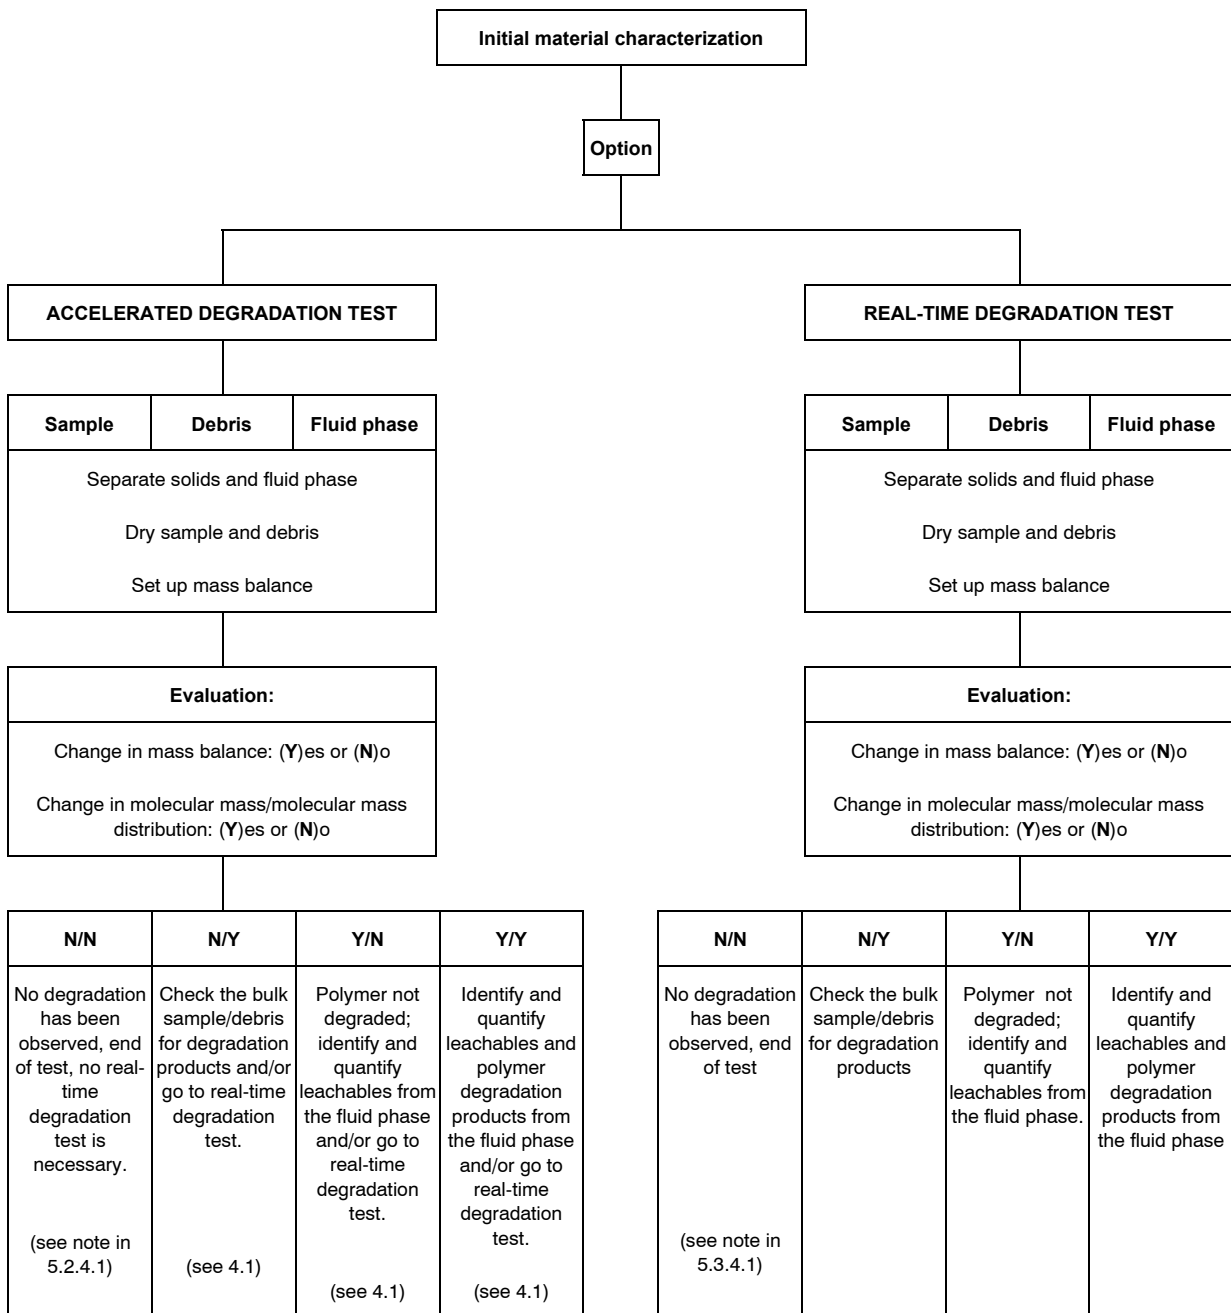 Initial material characterization
Option
ACCELERATED DEGRADATION TEST
Sample
Debris
Fluid phase
Separate solids and fluid phase
Dry sample and debris
Set up mass balance
Evaluation:
Change in mass balance: (Y)es or (N)o
Change in molecular mass/molecular mass
distribution: (Y)es or (N)o
N/N
No degradation
has been
observed, end
of test, no real-
time
degradation
test is
necessary.
(see note in
5.2.4.1)
N/Y
Check the bulk
sample/debris
for degradation
products and/or
go to real-time
degradation
test.
(see 4.1)
Y/N
Polymer not
degraded;
identify and
quantify
leachables from
the fluid phase
and/or go to
real-time
degradation
test.
(see 4.1)
Y/Y
Identify and
quantify
leachables and
polymer
degradation
products from
the fluid phase
and/or go to
real-time
degradation
test.
(see 4.1)
REAL-TIME DEGRADATION TEST
Sample
Debris
Fluid phase
Separate solids and fluid phase
Dry sample and debris
Set up mass balance
Evaluation:
Change in mass balance: (Y)es or (N)o
Change in molecular mass/molecular mass
distribution: (Y)es or (N)o
N/N
No degradation
has been
observed, end
of test
(see note in
5.3.4.1)
N/Y
Check the bulk
sample/debris
for degradation
products
Y/N
Polymer not
degraded;
identify and
quantify
leachables from
the fluid phase.
Y/Y
Identify and
quantify
leachables and
polymer
degradation
products from
the fluid phase